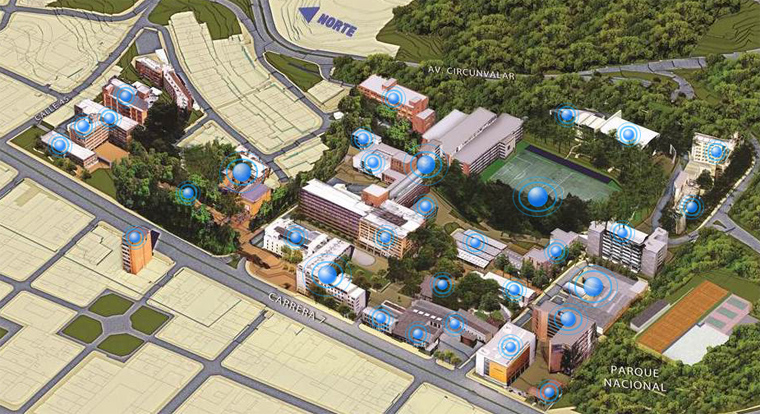 NORTE
AV. CIRCUNVALAR
CALLE 45
CARRERA 7
PARQUE
NACIONAL